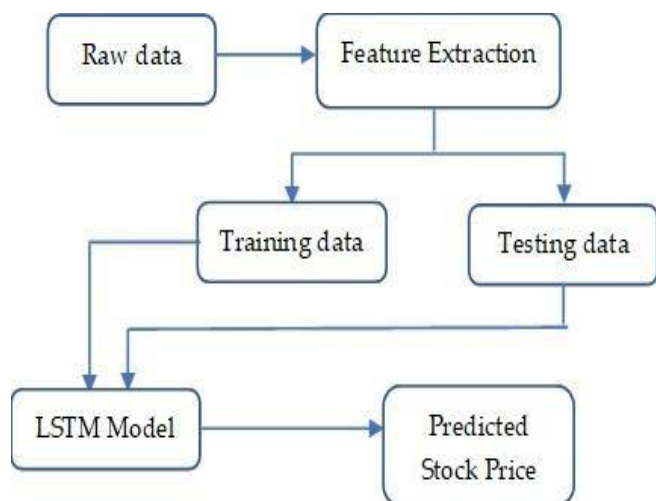 Raw data
Feature Extraction
Training data
Testing data
LSTM Model
Predicted
Stock Price